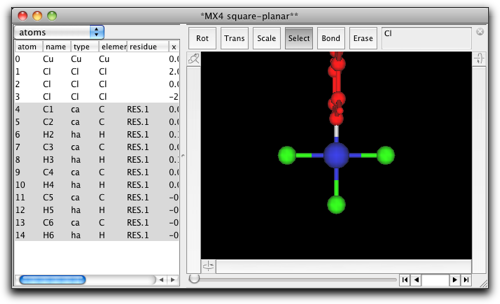 *MX4 square-planar**
atoms
Rot Trans Scale Select Bond Erase Cl
atom name type elemer residue x
0 Cu Cu Cu 0.0
1 Cl Cl Cl 2.0
2 Cl Cl Cl 0.0
3 Cl Cl Cl -2
4 C1 ca C RES.1 0.0
5 C2 ca C RES.1 0.0
6 H2 ha H RES.1
7 C3 ca C RES.1 0.0
8 H3 ha H RES.1
9 C4 ca C RES.1 0.0
10 H4 ha H RES.1 0.0
11 C5 ca C RES.1 -0
12 H5 ha H RES.1 -0
13 C6 ca C RES.1 -0
14 H6 ha H RES.1 -0